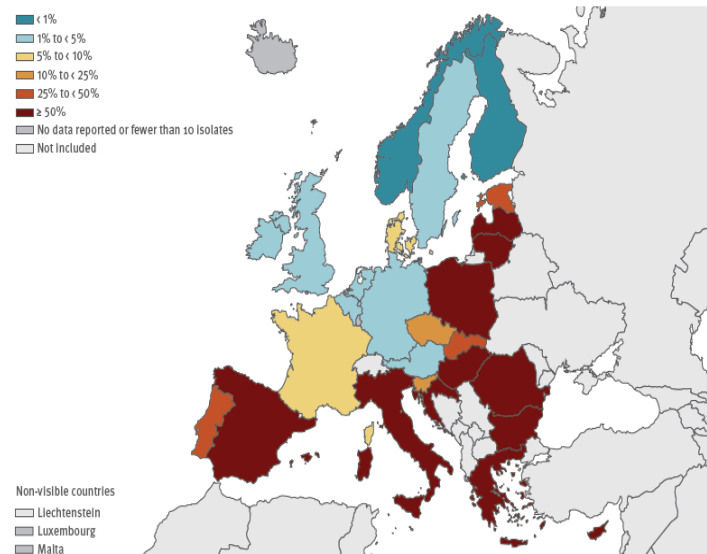 < 1%
1% to < 5%
5% to < 10%
10% to < 25%
25% to < 50%
≥ 50%
No data reported or fewer than 10 isolates
Not included
Non-visible countries
Liechtenstein
Luxembourg
Malta